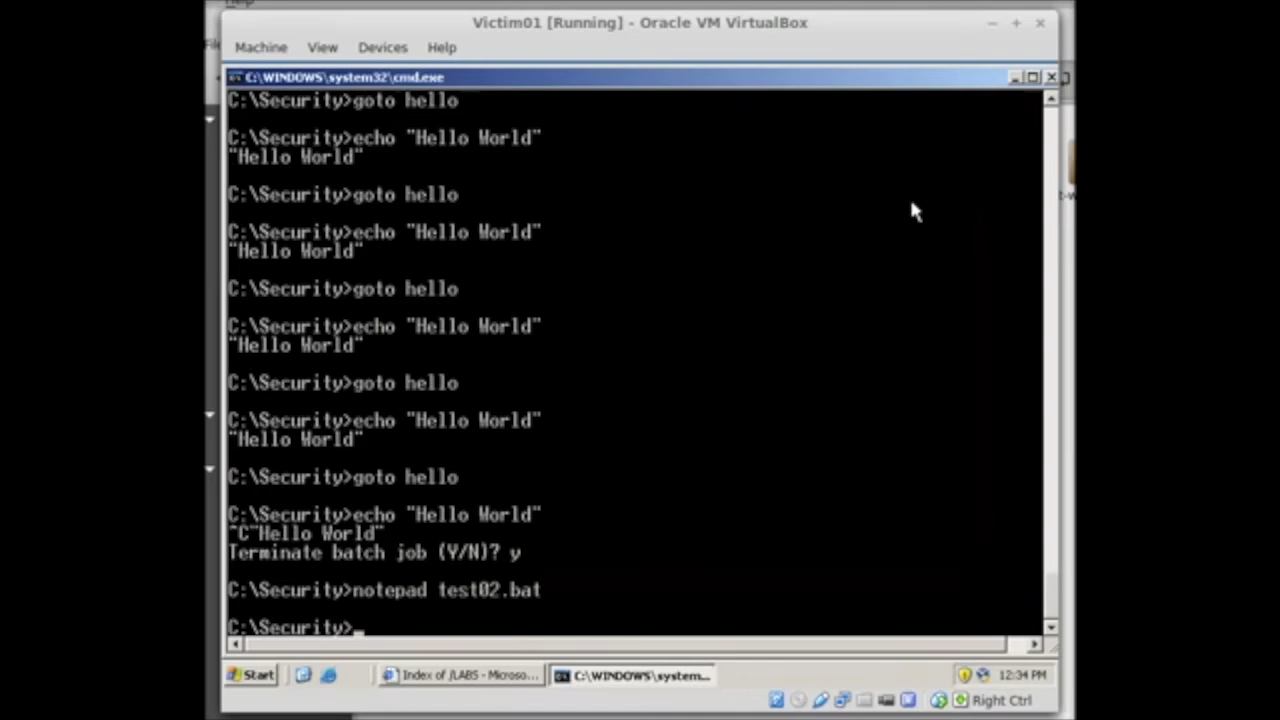 Help
Victim01 [Running] - Oracle VM VirtualBox
Machine View Devices Help
C:\WINDOWS\system32\cmd.exe
C:\Security>goto hello
C:\Security>echo "Hello World"
"Hello World"
C:\Security>goto hello
C:\Security>echo "Hello World"
"Hello World"
C:\Security>goto hello
C:\Security>echo "Hello World"
"Hello World"
C:\Security>goto hello
C:\Security>echo "Hello World"
"Hello World"
C:\Security>goto hello
C:\Security>echo "Hello World"
^C"Hello World"
Terminate batch job (Y/N)? y
C:\Security>notepad test02.bat
C:\Security>_
Start
Index of /LABS - Microso...
C:\WINDOWS\system...
12:34 PM
Right Ctrl